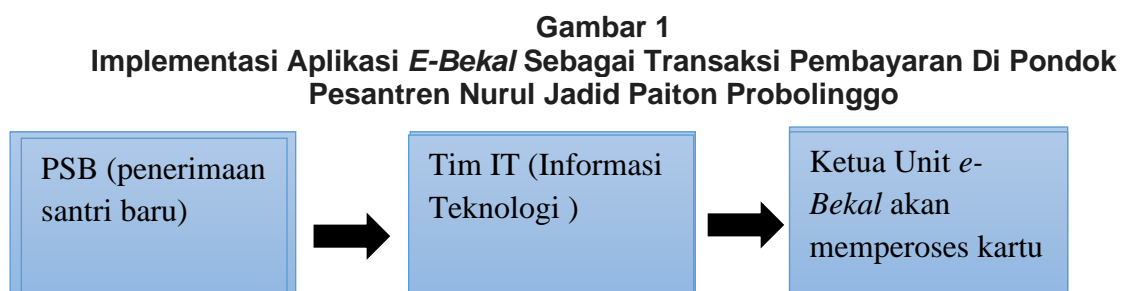 Gambar 1
Implementasi Aplikasi E-Bekal Sebagai Transaksi Pembayaran Di Pondok
Pesantren Nurul Jadid Paiton Probolinggo
PSB (penerimaan
santri baru)
Tim IT (Informasi
Teknologi )
Ketua Unit e-
Bekal akan
memperoses kartu